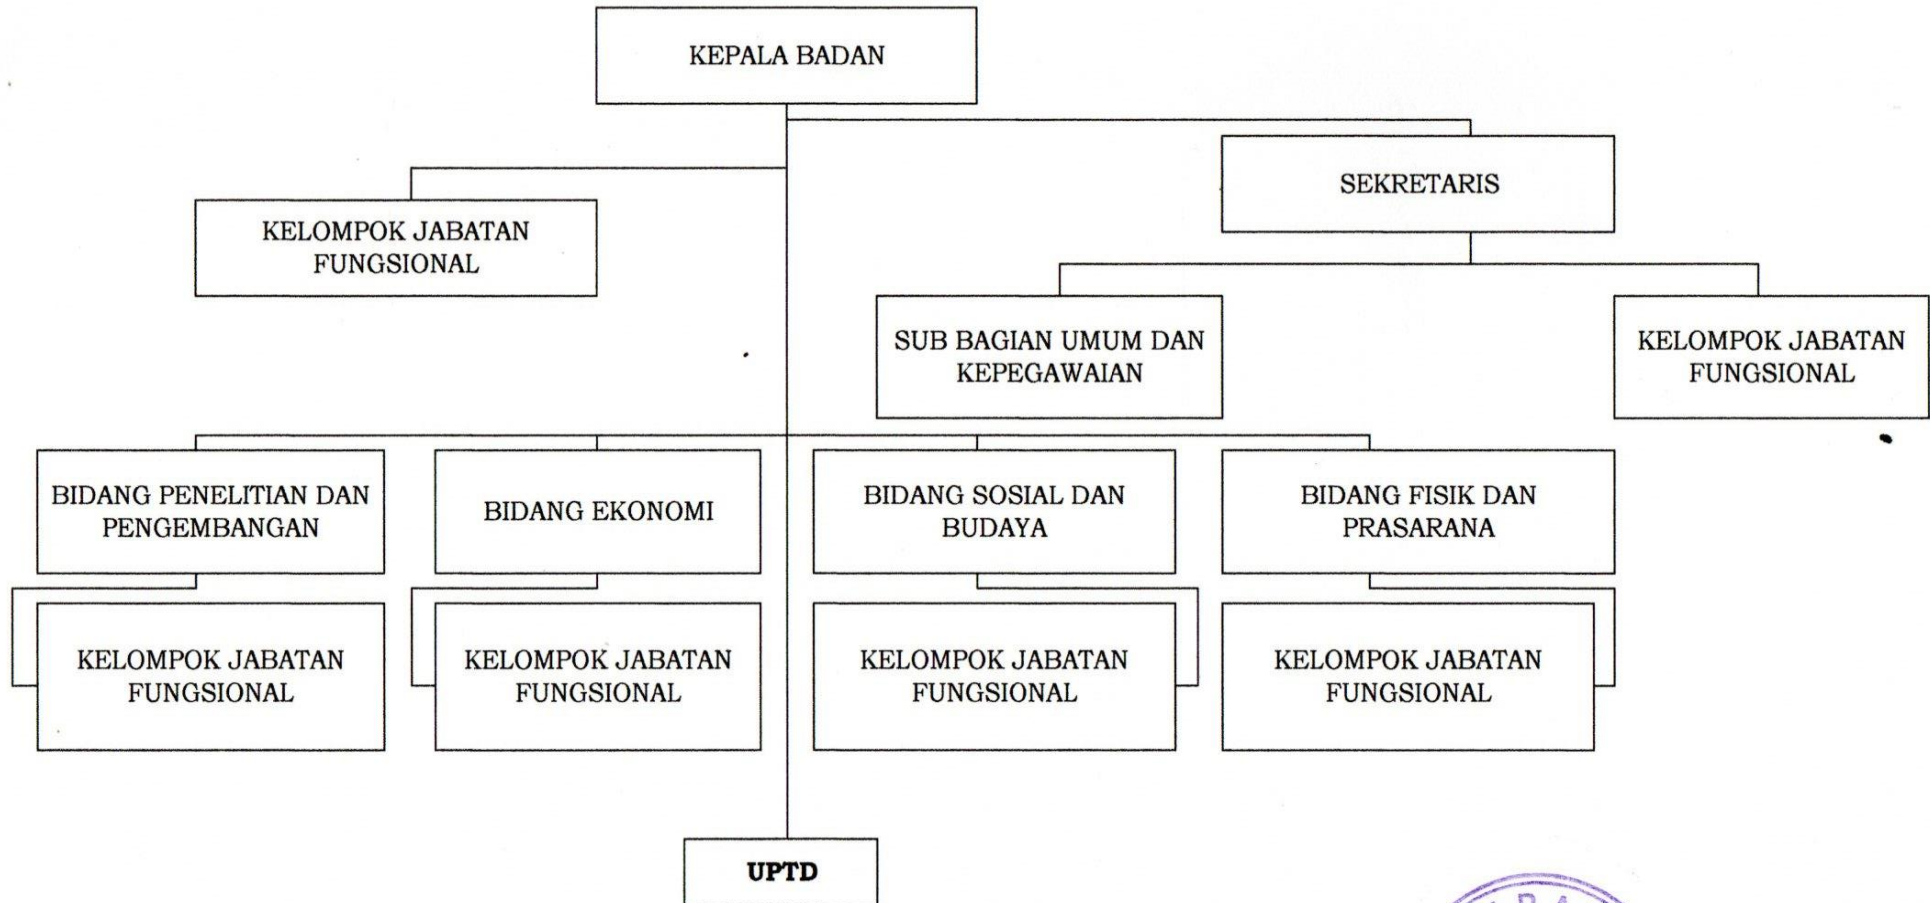 KEPALA BADAN
SEKRETARIS
KELOMPOK JABATAN
FUNGSIONAL
SUB BAGIAN UMUM DAN
KEPEGAWAIAN
KELOMPOK JABATAN
FUNGSIONAL
BIDANG PENELITIAN DAN
PENGEMBANGAN
BIDANG EKONOMI
BIDANG SOSIAL DAN
BUDAYA
BIDANG FISIK DAN
PRASARANA
KELOMPOK JABATAN
FUNGSIONAL
KELOMPOK JABATAN
FUNGSIONAL
KELOMPOK JABATAN
FUNGSIONAL
KELOMPOK JABATAN
FUNGSIONAL
UPTD